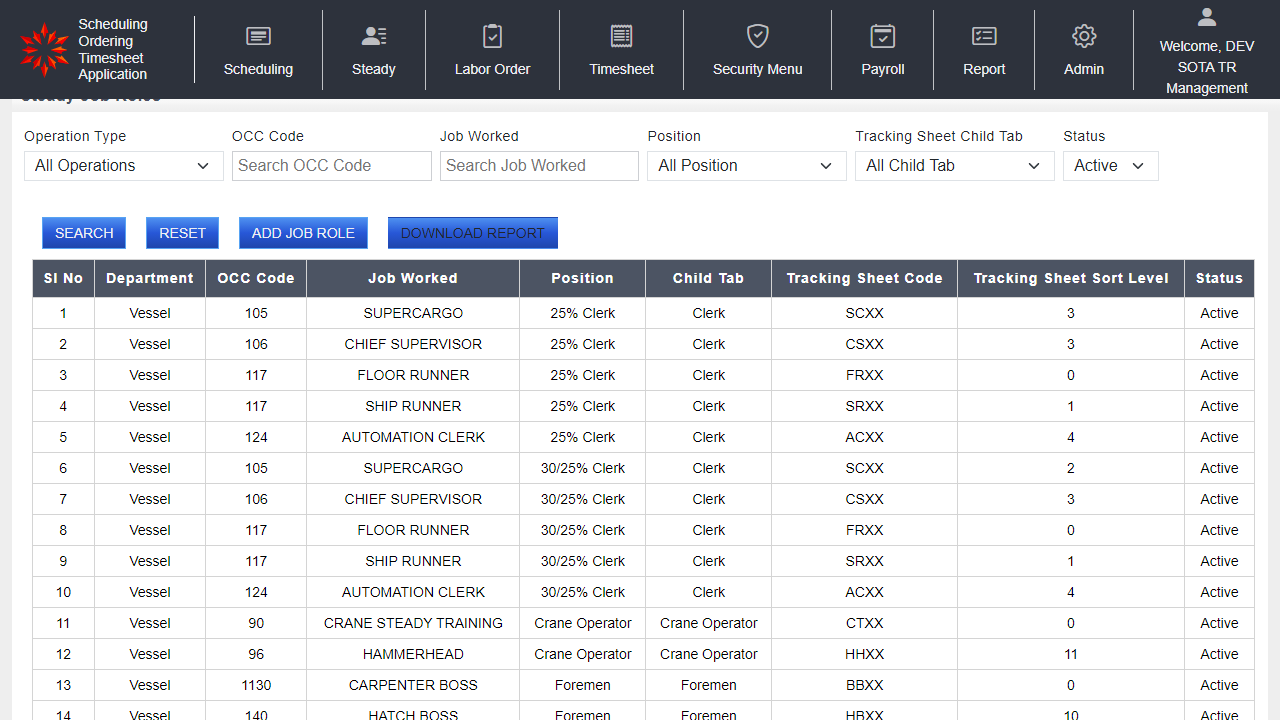 Scheduling
Ordering
Timesheet
Application
Scheduling
Steady
Labor Order
Timesheet
Security Menu
Payroll
Report
Admin
Welcome, DEV
SOTA TR
Management
Steady Job Roles
Operation Type OCC Code Job Worked Position Tracking Sheet Child Tab Status
All Operations Search OCC Code Search Job Worked All Position All Child Tab Active
SEARCH RESET ADD JOB ROLE DOWNLOAD REPORT
Sl No Department OCC Code Job Worked Position Child Tab Tracking Sheet Code Tracking Sheet Sort Level Status
1 Vessel 105 SUPERCARGO 25% Clerk Clerk SCXX 3 Active
2 Vessel 106 CHIEF SUPERVISOR 25% Clerk Clerk CSXX 3 Active
3 Vessel 117 FLOOR RUNNER 25% Clerk Clerk FRXX 0 Active
4 Vessel 117 SHIP RUNNER 25% Clerk Clerk SRXX 1 Active
5 Vessel 124 AUTOMATION CLERK 25% Clerk Clerk ACXX 4 Active
6 Vessel 105 SUPERCARGO 30/25% Clerk Clerk SCXX 2 Active
7 Vessel 106 CHIEF SUPERVISOR 30/25% Clerk Clerk CSXX 3 Active
8 Vessel 117 FLOOR RUNNER 30/25% Clerk Clerk FRXX 0 Active
9 Vessel 117 SHIP RUNNER 30/25% Clerk Clerk SRXX 1 Active
10 Vessel 124 AUTOMATION CLERK 30/25% Clerk Clerk ACXX 4 Active
11 Vessel 90 CRANE STEADY TRAINING Crane Operator Crane Operator CTXX 0 Active
12 Vessel 96 HAMMERHEAD Crane Operator Crane Operator HHXX 11 Active
13 Vessel 1130 CARPENTER BOSS Foremen Foremen BBXX 0 Active
14 Vessel 140 HATCH BOSS Foremen Foremen HBXX 10 Active